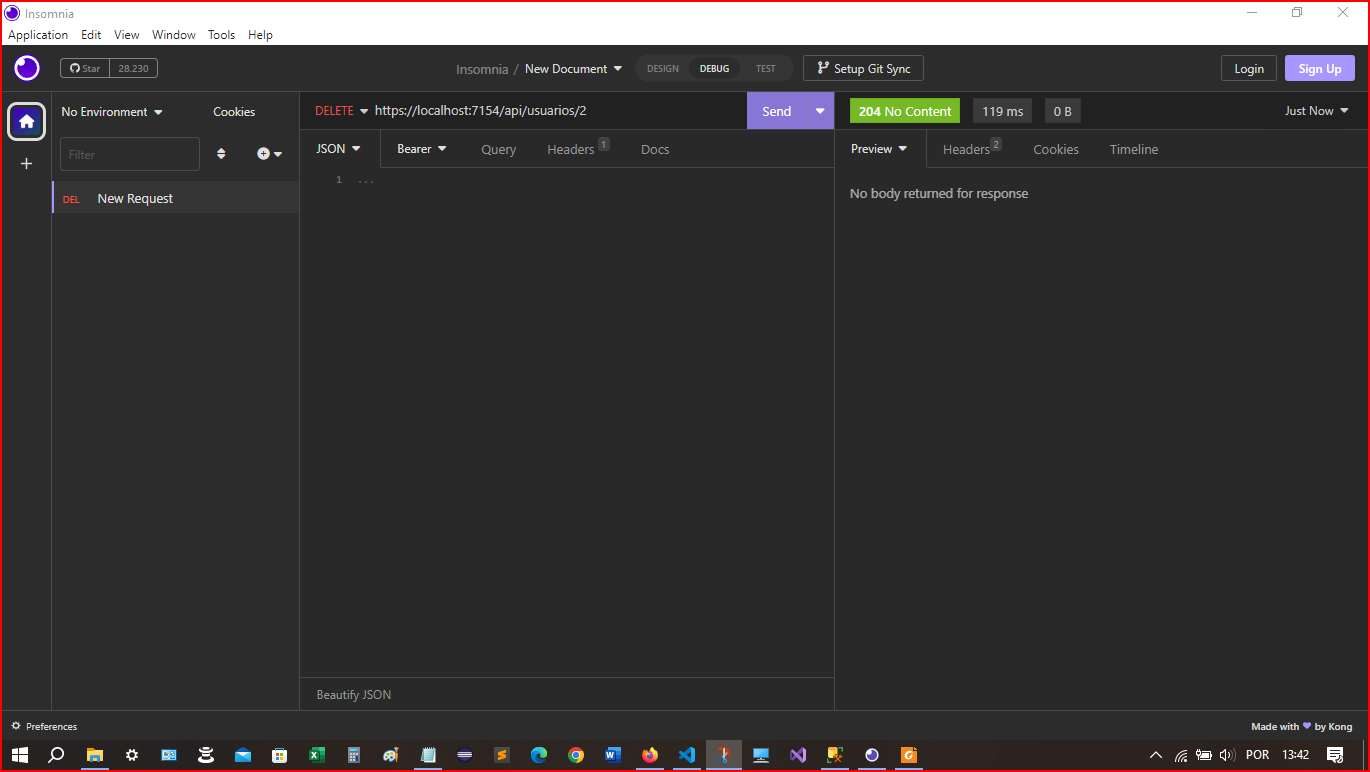 Insomnia
Application Edit View Window Tools Help
Star 28.230
Insomnia / New Document
DESIGN DEBUG TEST
Setup Git Sync
Login
Sign Up
No Environment
Cookies
DELETE https://localhost:7154/api/usuarios/2
Send
204 No Content 119 ms 0 B
Just Now
Filter
JSON Bearer Query Headers 1 Docs
Preview Headers 2 Cookies Timeline
DEL New Request
1 ...
No body returned for response
Beautify JSON
Preferences
Made with ❤ by Kong
POR 13:42